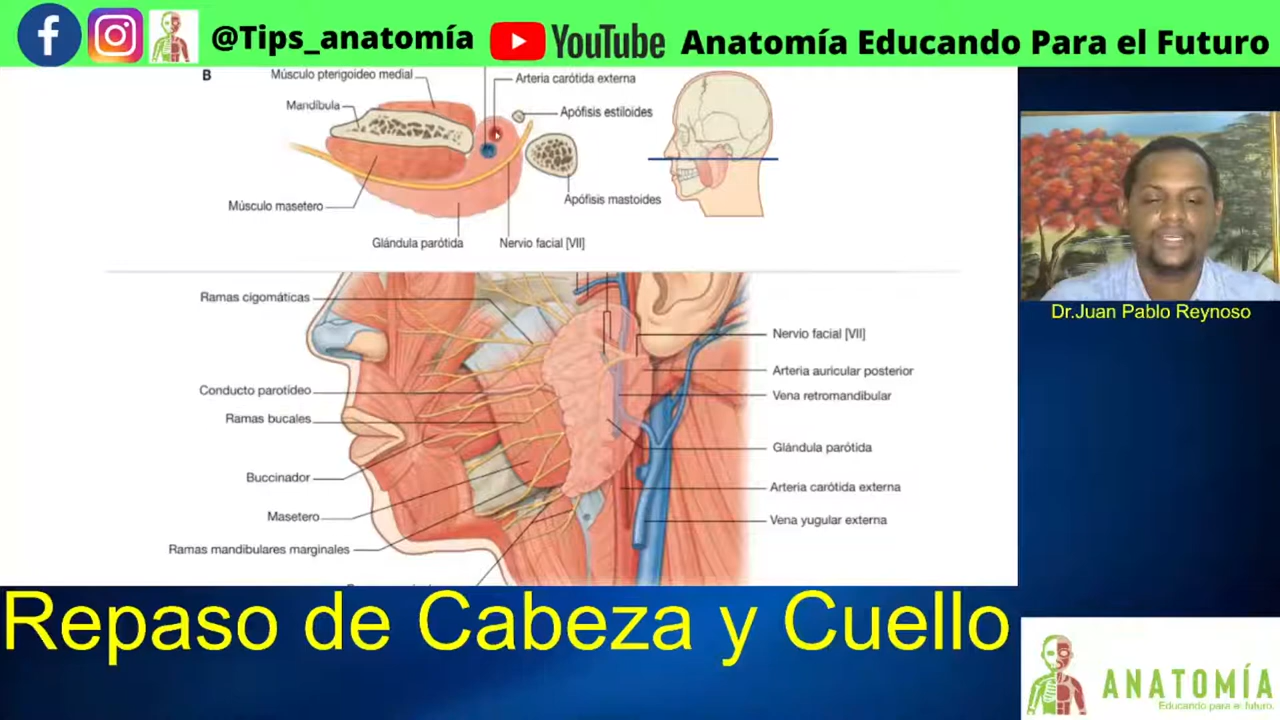 @Tips_anatomía
YouTube
Anatomía Educando Para el Futuro
B
Músculo pterigoideo medial
Arteria carótida externa
Mandíbula
Apófisis estiloides
Músculo masetero
Apófisis mastoides
Glándula parótida
Nervio facial [VII]
Dr.Juan Pablo Reynoso
Ramas cigomáticas
Nervio facial [VII]
Arteria auricular posterior
Conducto parotídeo
Vena retromandibular
Ramas bucales
Glándula parótida
Buccinador
Arteria carótida externa
Masetero
Vena yugular externa
Ramas mandibulares marginales
Repaso de Cabeza y Cuello
ANATOMÍA
Educando para el futuro.